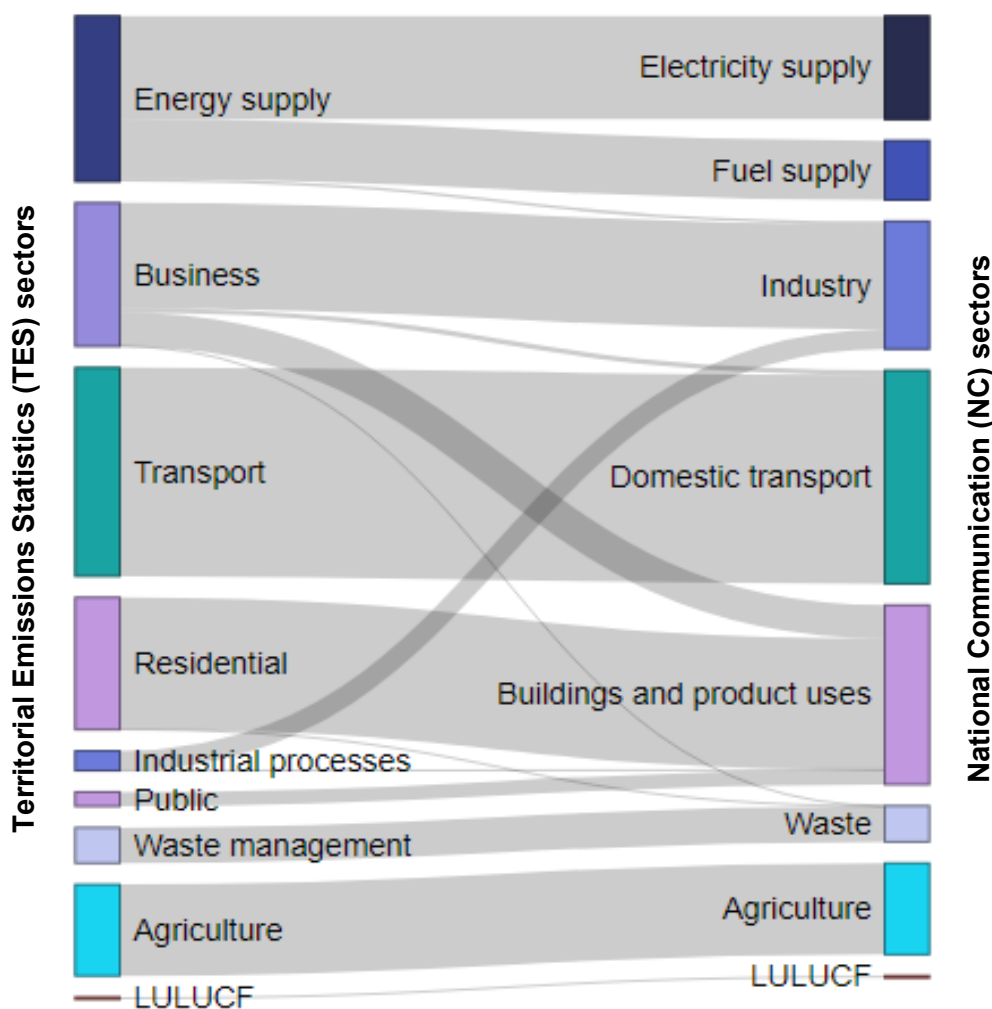 Territorial Emissions Statistics (TES) sectors
Energy supply
Business
Transport
Residential
Industrial processes
Public
Waste management
Agriculture
LULUCF
Electricity supply
Fuel supply
Industry
Domestic transport
Buildings and product uses
Waste
Agriculture
LULUCF
National Communication (NC) sectors